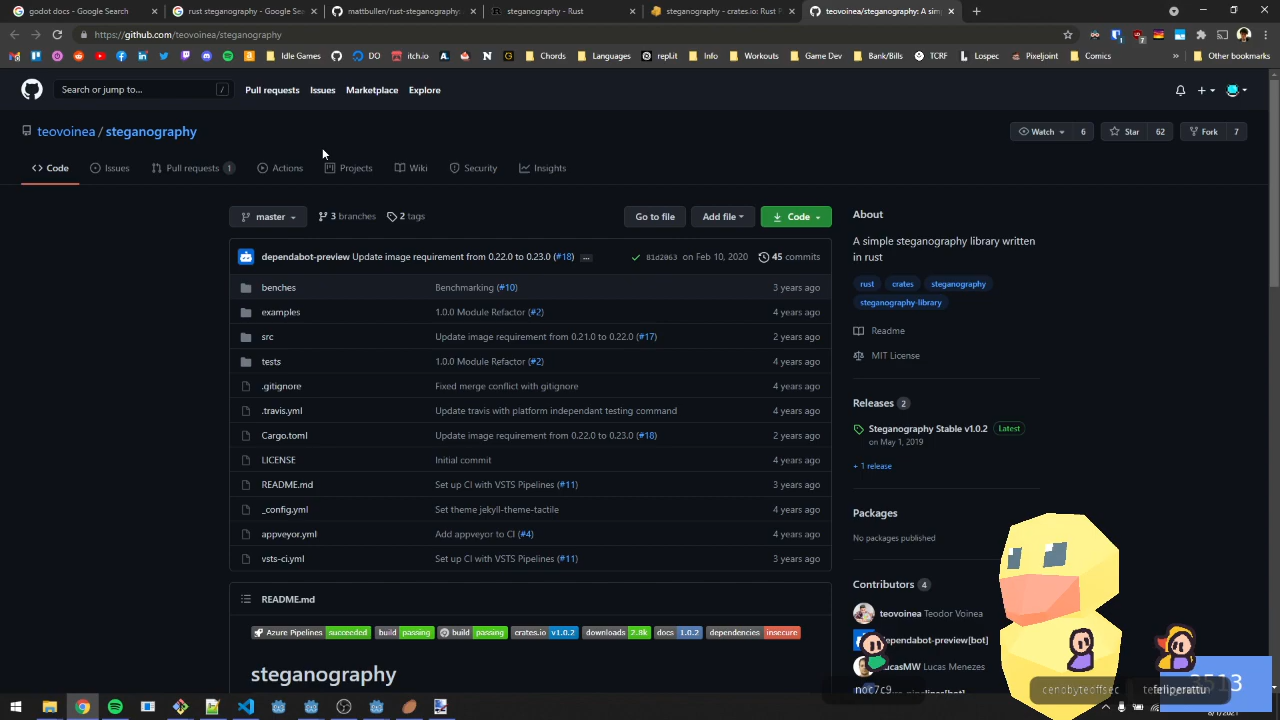 godot docs - Google Search
rust steganography - Google Sea
mattbullen/rust-steganography
steganography - Rust
steganography - crates.io: Rust P
teovoinea/steganography: A sim
https://github.com/teovoinea/steganography
Idle Games
DO
itch.io
Chords
Languages
repl.it
Info
Workouts
Game Dev
Bank/Bills
TCRF
Lospec
Pixeljoint
Comics
Search or jump to...
/
Pull requests
Issues
Marketplace
Explore
teovoinea / steganography
Watch 6
Star 62
Fork 7
Code
Issues
Pull requests 1
Actions
Projects
Wiki
Security
Insights
master
3 branches
2 tags
Go to file
Add file
Code
dependabot-preview Update image requirement from 0.22.0 to 0.23.0 (#18) ... 81d2063 on Feb 10, 2020 45 commits
benches Benchmarking (#10) 3 years ago
examples 1.0.0 Module Refactor (#2) 4 years ago
src Update image requirement from 0.21.0 to 0.22.0 (#17) 2 years ago
tests 1.0.0 Module Refactor (#2) 4 years ago
.gitignore Fixed merge conflict with gitignore 4 years ago
.travis.yml Update travis with platform independant testing command 4 years ago
Cargo.toml Update image requirement from 0.22.0 to 0.23.0 (#18) 2 years ago
LICENSE Initial commit 4 years ago
README.md Set up CI with VSTS Pipelines (#11) 3 years ago
_config.yml Set theme jekyll-theme-tactile 4 years ago
appveyor.yml Add appveyor to CI (#4) 4 years ago
vsts-ci.yml Set up CI with VSTS Pipelines (#11) 3 years ago
README.md
Azure Pipelines succeeded build passing build passing crates.io v1.0.2 downloads 2.8k docs 1.0.2 dependencies insecure
steganography
About
A simple steganography library written
in rust
rust crates steganography
steganography-library
Readme
MIT License
Releases 2
Steganography Stable v1.0.2 Latest
on May 1, 2019
+ 1 release
Packages
No packages published
Contributors 4
teovoinea Teodor Voinea
dependabot-preview[bot]
LucasMW Lucas Menezes
noc7c9
cenobyteoffsec
feliperattu
3513
8/1/2021